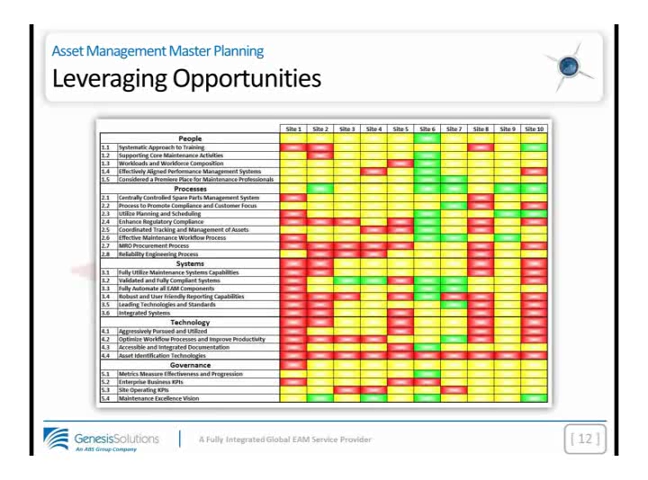 Asset Management Master Planning
Leveraging Opportunities
Site 1 Site 2 Site 3 Site 4 Site 5 Site 6 Site 7 Site 8 Site 9 Site 10
People
1.1 Systematic Approach to Training
1.2 Supporting Core Maintenance Activities
1.3 Workloads and Workforce Composition
1.4 Effectively Aligned Performance Management Systems
1.5 Considered a Premiere Place for Maintenance Professionals
Processes
2.1 Centrally Controlled Spare Parts Management System
2.2 Process to Promote Compliance and Customer Focus
2.3 Utilize Planning and Scheduling
2.4 Enhance Regulatory Compliance
2.5 Coordinated Tracking and Management of Assets
2.6 Effective Maintenance Workflow Process
2.7 MRO Procurement Process
2.8 Reliability Engineering Process
Systems
3.1 Fully Utilize Maintenance Systems Capabilities
3.2 Validated and Fully Compliant Systems
3.3 Fully Automate all EAM Components
3.4 Robust and User Friendly Reporting Capabilities
3.5 Leading Technologies and Standards
3.6 Integrated Systems
Technology
4.1 Aggressively Pursued and Utilized
4.2 Optimize Workflow Processes and Improve Productivity
4.3 Accessible and Integrated Documentation
4.4 Asset Identification Technologies
Governance
5.1 Metrics Measure Effectiveness and Progression
5.2 Enterprise Business KPIs
5.3 Site Operating KPIs
5.4 Maintenance Excellence Vision
GenesisSolutions
An ABS Group Company
A Fully Integrated Global EAM Service Provider
[ 12 ]